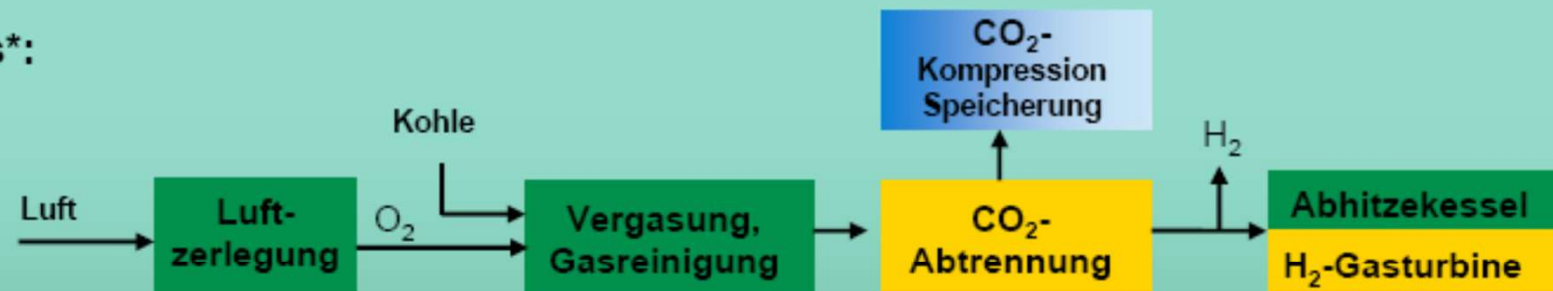 s*:
CO₂-
Kompression
Speicherung
Kohle
H₂
Luft
Luft-
zerlegung
O₂
Vergasung,
Gasreinigung
CO₂-
Abtrennung
Abhitzekessel
H₂-Gasturbine